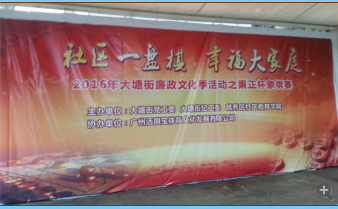 社区一盘棋 幸福大家庭
2016年大塘街廉政文化季活动之秉正杯象棋赛
主办单位：大塘街党工委 大塘街纪工委 越秀区社区教育学院
协办单位：广州活棋宝体育文化发展有限公司